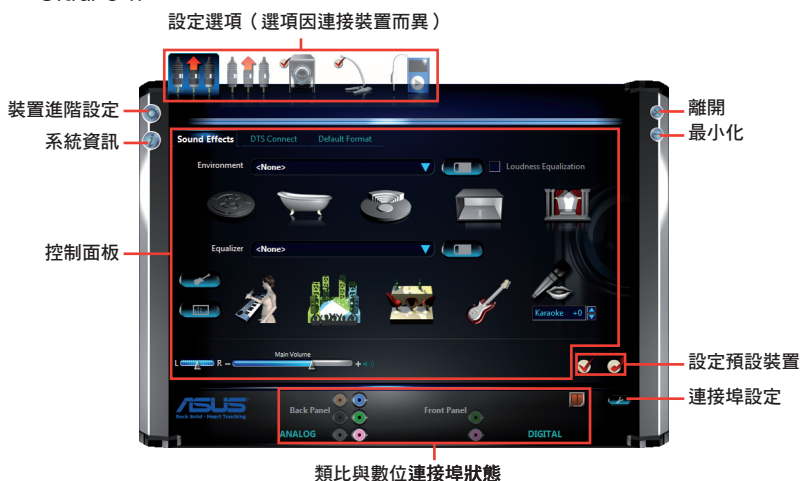 設定選項（選項因連接裝置而異）
裝置進階設定
系統資訊
離開
最小化
Sound Effects DTS Connect Default Format
Environment <None> Loudness Equalization
控制面板
Equalizer <None>
Karaoke +0
Main Volume
L R - +
設定預設裝置
連接埠設定
ASUS
Rock Solid · Heart Touching
Back Panel Front Panel
ANALOG DIGITAL
類比與數位連接埠狀態